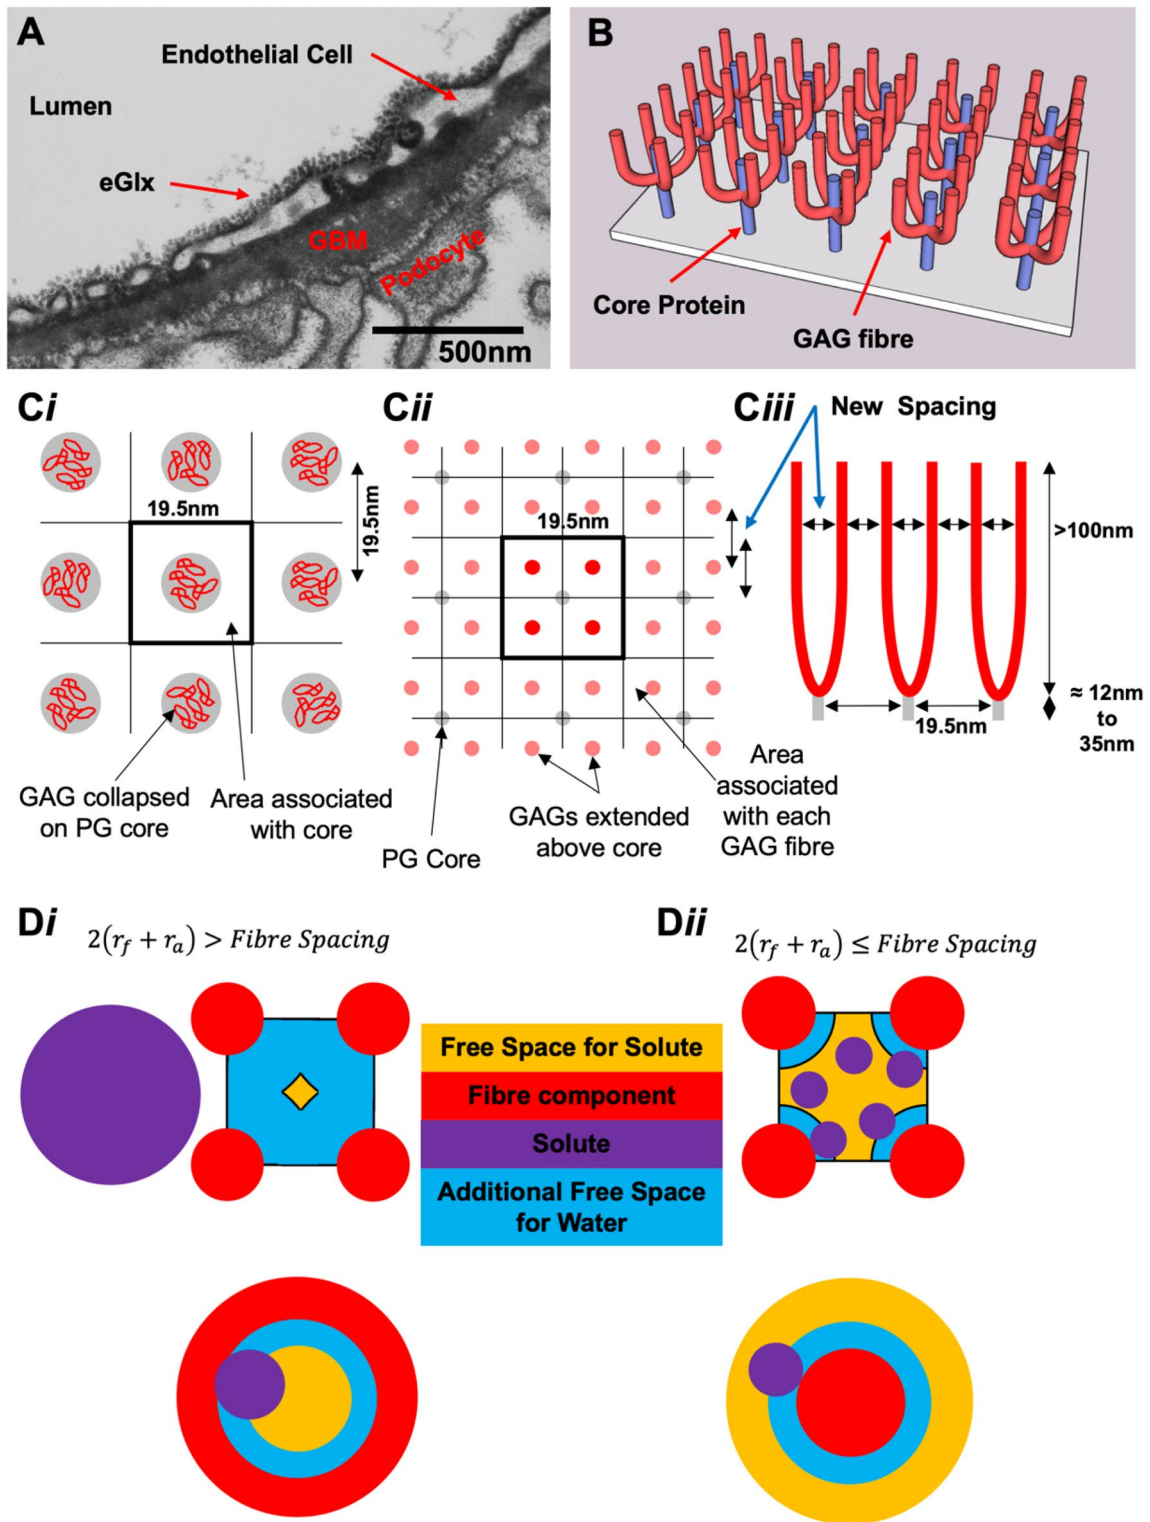 A
Endothelial Cell
Lumen
eGlx
GBM
Podocyte
500nm
B
Core Protein
GAG fibre
Ci
19.5nm
19.5nm
GAG collapsed
on PG core
Area associated
with core
Cii
19.5nm
PG Core
GAGs extended
above core
Area
associated
with each
GAG fibre
Ciii
New Spacing
>100nm
≈ 12nm
to
35nm
19.5nm
Di
2(r_f + r_a) > Fibre Spacing
Dii
2(r_f + r_a) ≤ Fibre Spacing
Free Space for Solute
Fibre component
Solute
Additional Free Space
for Water